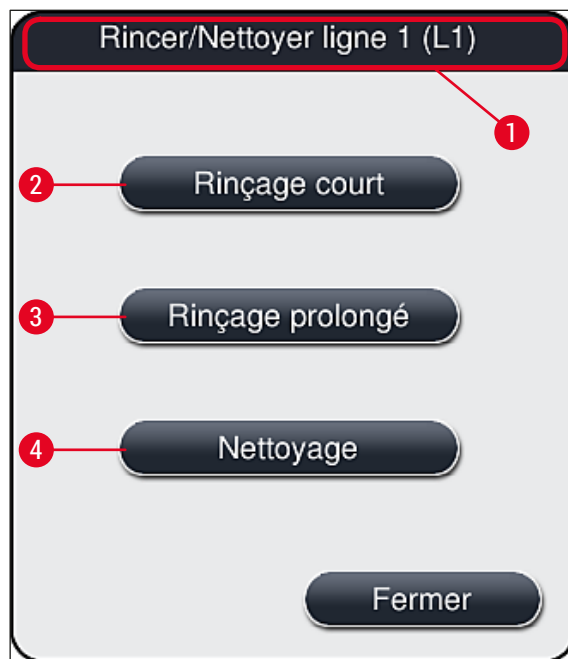 Rincer/Nettoyer ligne 1 (L1)
1
2
Rinçage court
3
Rinçage prolongé
4
Nettoyage
Fermer